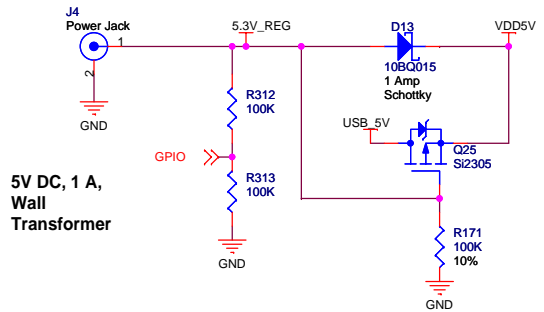 J4
Power Jack
1
2
GND
5.3V_REG
R312
100K
GPIO
R313
100K
GND
D13
10BQ015
1 Amp
Schottky
VDD5V
USB_5V
Q25
Si2305
R171
100K
10%
GND
5V DC, 1 A,
Wall
Transformer